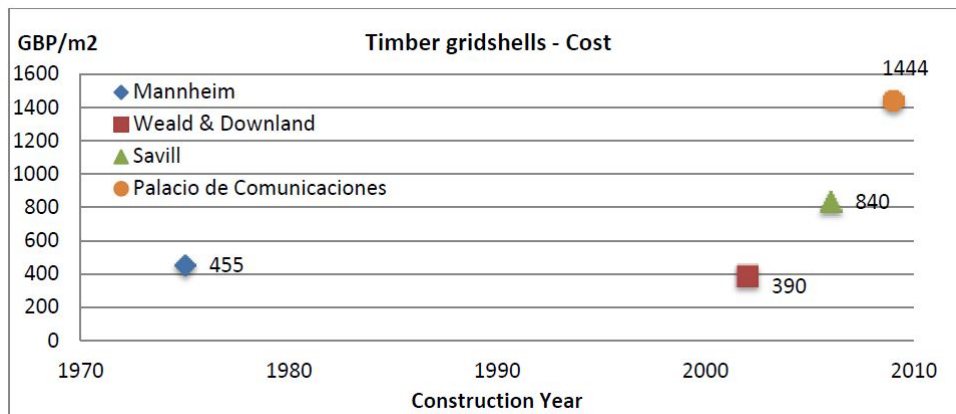 GBP/m2
Timber gridshells - Cost
1600
1400
1200
1000
800
600
400
200
0
Mannheim
Weald & Downland
Savill
Palacio de Comunicaciones
455
390
840
1444
1970 1980 1990 2000 2010
Construction Year